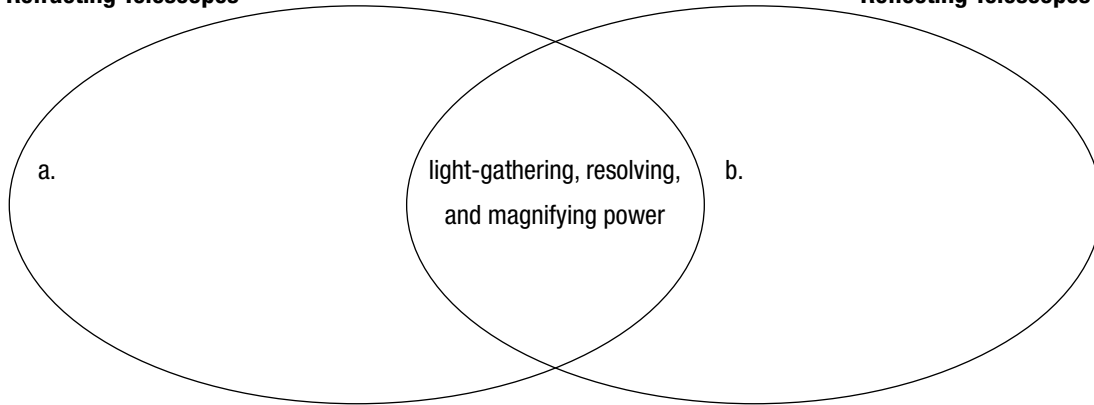 Refracting Telescopes Reflecting Telescopes
a.
light-gathering, resolving,
and magnifying power
b.